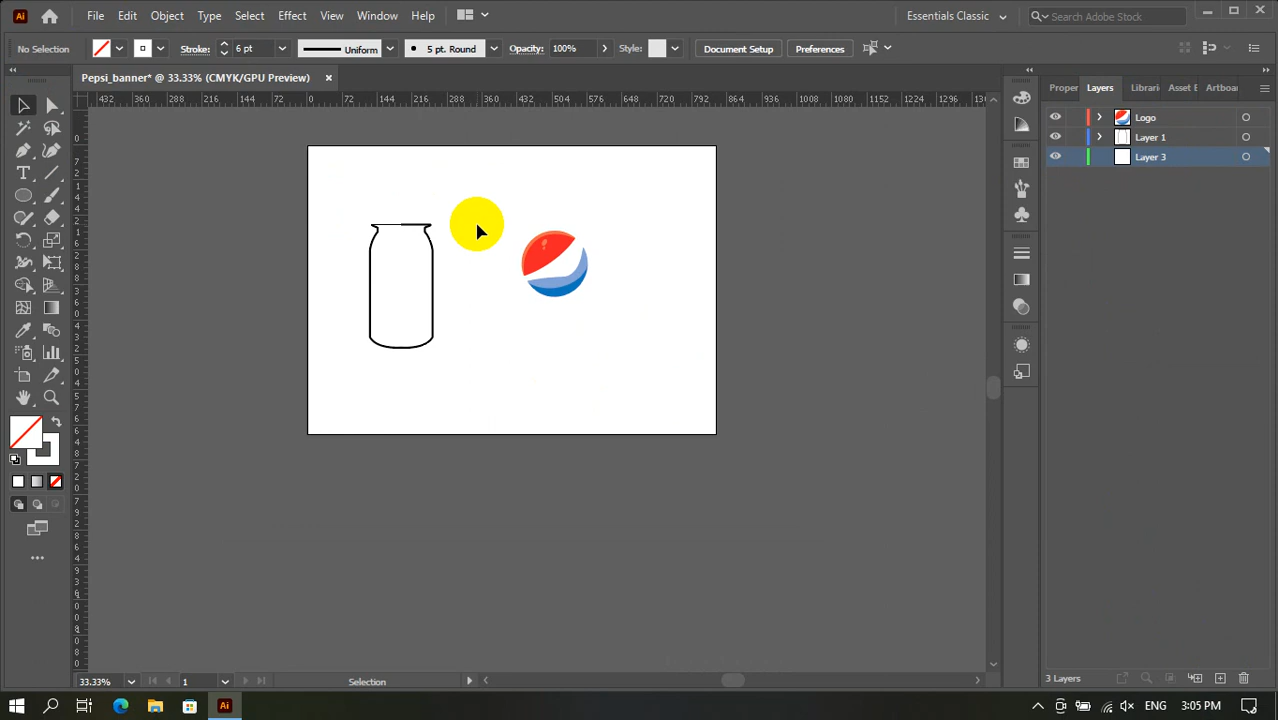 Ai File Edit Object Type Select Effect View Window Help Essentials Classic Search Adobe Stock
No Selection Stroke: 6 pt Uniform 5 pt. Round Opacity: 100% Style: Document Setup Preferences
Pepsi_banner* @ 33.33% (CMYK/GPU Preview)
Proper Layers Librari Asset E Artboar
432 360 288 216 144 72 0 72 144 216 288 360 432 504 576 648 720 792 864 936 1008 1080 1152 1224 1296
Logo
Layer 1
Layer 3
T
33.33% 1 Selection 3 Layers
Ai ENG 3:05 PM